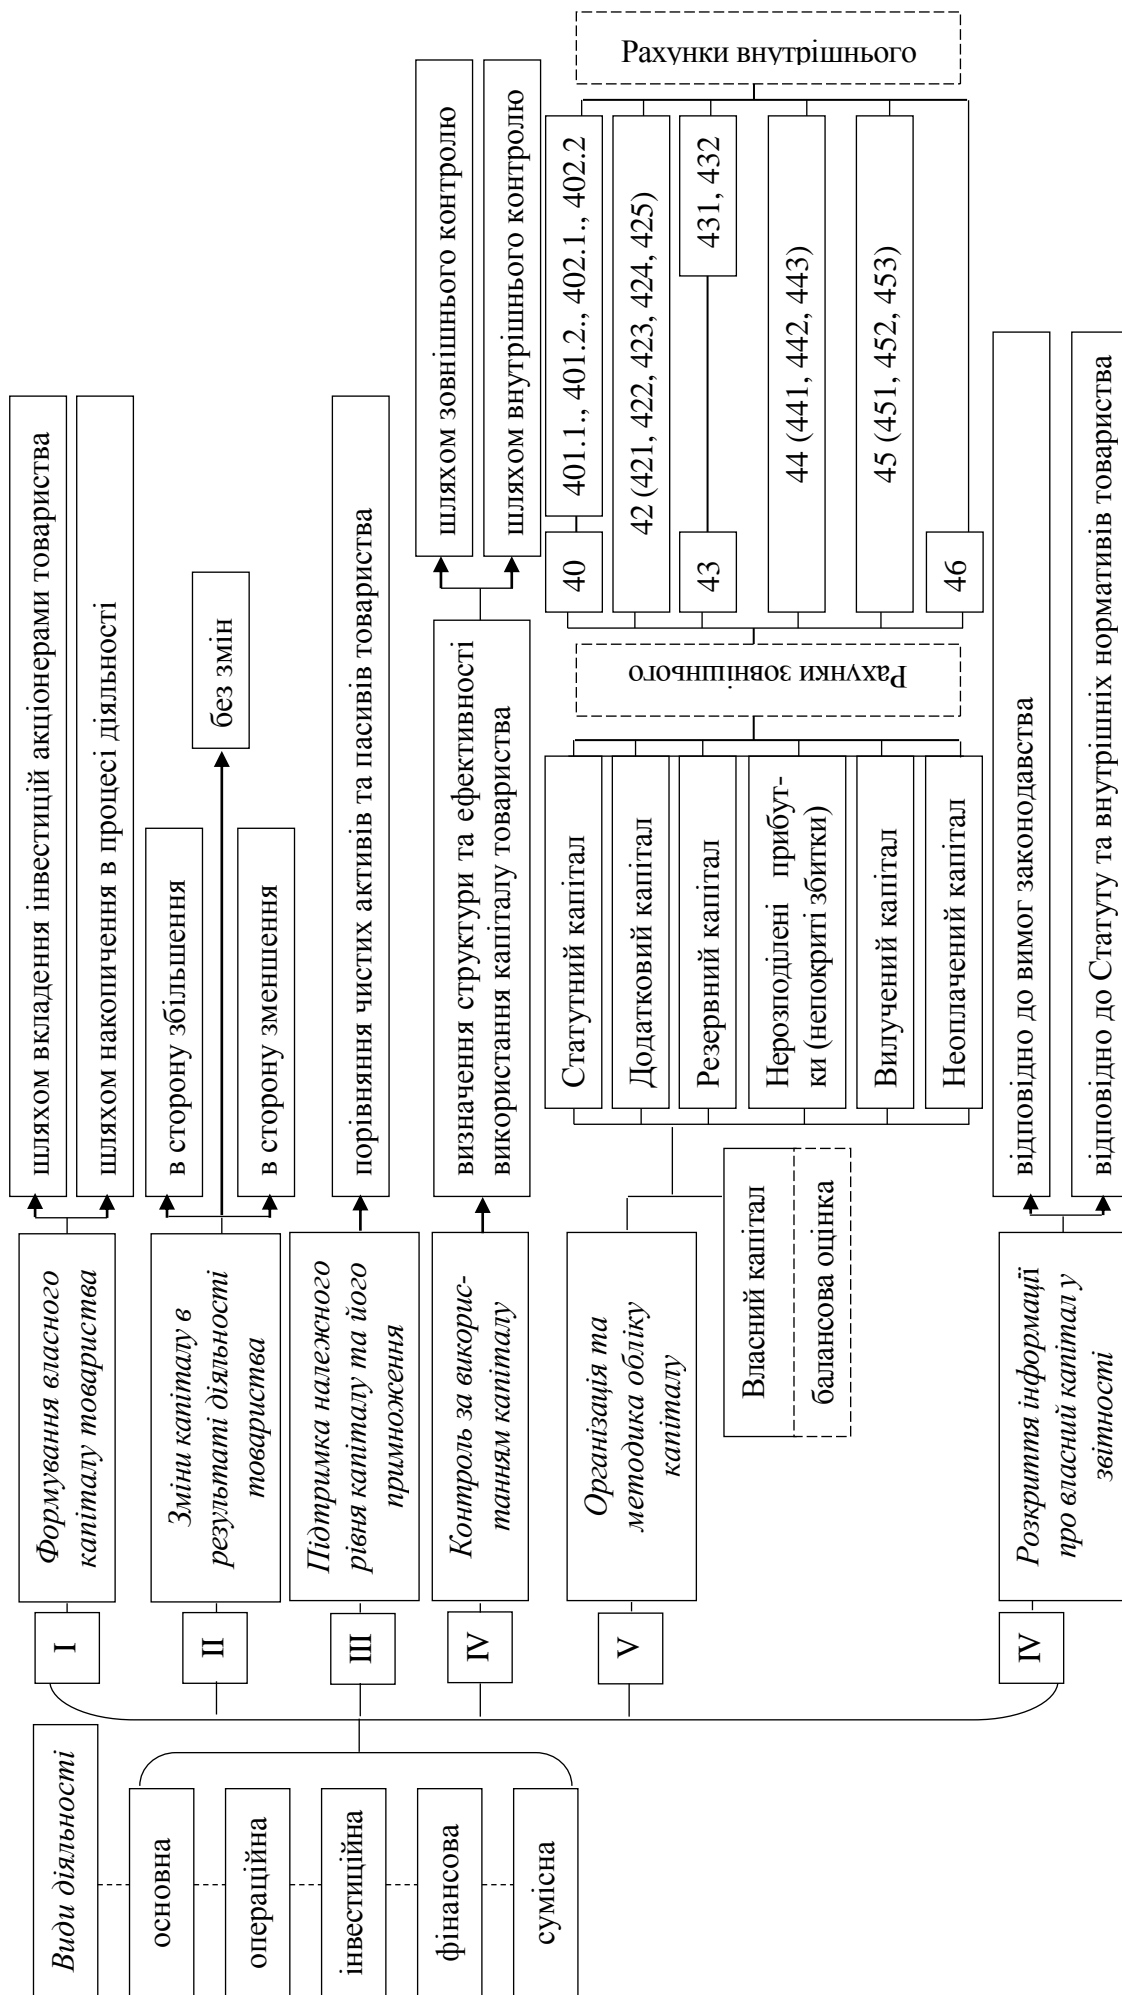 Види діяльності
основна
операційна
інвестиційна
фінансова
сумісна
I
Формування власного
капіталу товариства
шляхом вкладення інвестицій акціонерами товариства
шляхом накопичення в процесі діяльності
II
Зміни капіталу в
результаті діяльності
товариства
в сторону збільшення
без змін
в сторону зменшення
III
Підтримка належного
рівня капіталу та його
примноження
порівняння чистих активів та пасивів товариства
IV
Контроль за викорис-
танням капіталу
визначення структури та ефективності
використання капіталу товариства
шляхом зовнішнього контролю
шляхом внутрішнього контролю
V
Організація та
методика обліку
капіталу
Власний капітал
балансова оцінка
Статутний капітал
Додатковий капітал
Резервний капітал
Нерозподілені прибут-
ки (непокриті збитки)
Вилучений капітал
Неоплачений капітал
Рахунки зовнішнього
40
401.1., 401.2., 402.1., 402.2
42 (421, 422, 423, 424, 425)
43
431, 432
44 (441, 442, 443)
45 (451, 452, 453)
46
Рахунки внутрішнього
IV
Розкриття інформації
про власний капітал у
звітності
відповідно до вимог законодавства
відповідно до Статуту та внутрішніх нормативів товариства